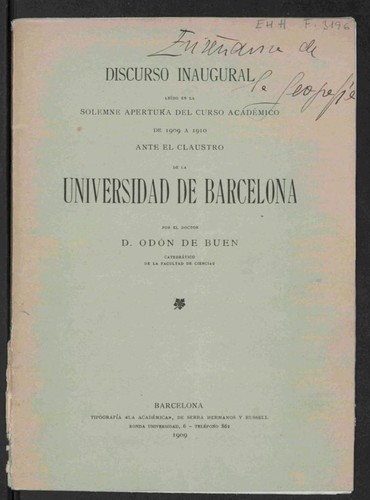 EHH F-3196
Enseñanza de
la Geografía
DISCURSO INAUGURAL
LEÍDO EN LA
SOLEMNE APERTURA DEL CURSO ACADÉMICO
DE 1909 A 1910
ANTE EL CLAUSTRO
DE LA
UNIVERSIDAD DE BARCELONA
POR EL DOCTOR
D. ODÓN DE BUEN
CATEDRÁTICO
DE LA FACULTAD DE CIENCIAS
BARCELONA
TIPOGRAFÍA «LA ACADÉMICA», DE SERRA HERMANOS Y RUSSELL
RONDA UNIVERSIDAD, 6 – TELÉFONO 861
1909